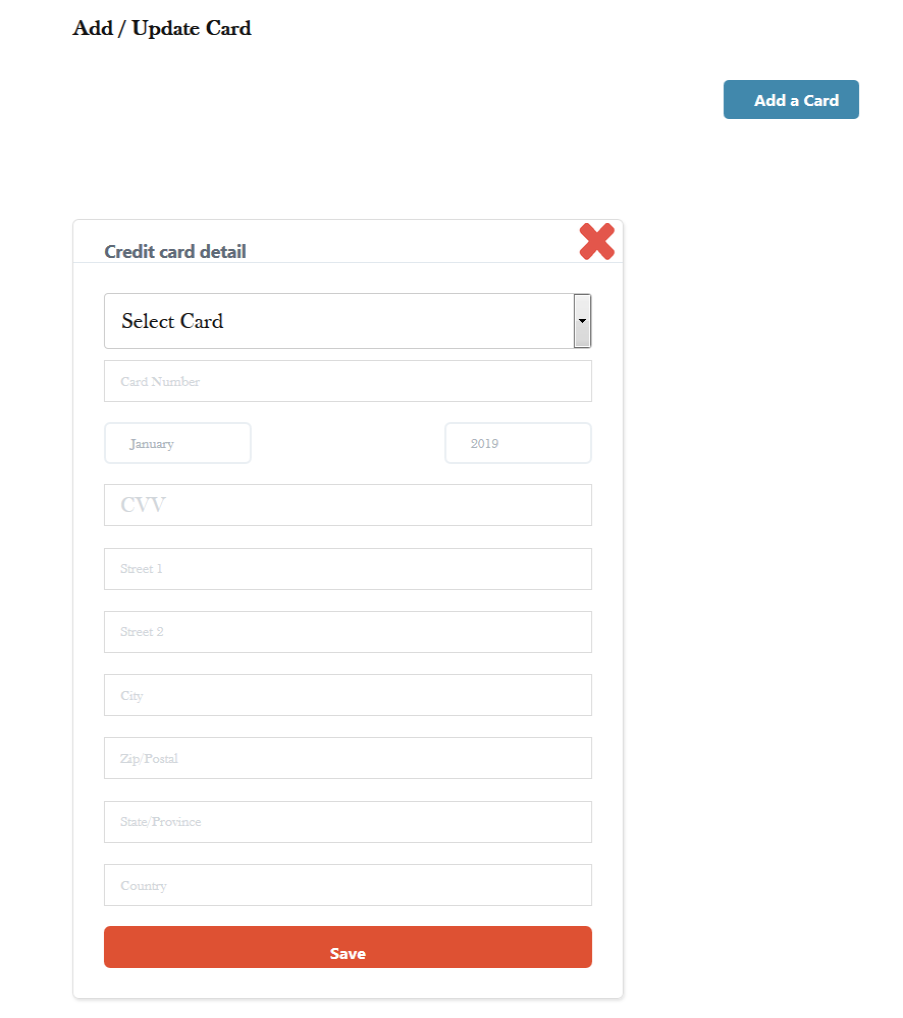 Add / Update Card
Add a Card
Credit card detail
Select Card
Card Number
January 2019
CVV
Street 1
Street 2
City
Zip/Postal
State/Province
Country
Save